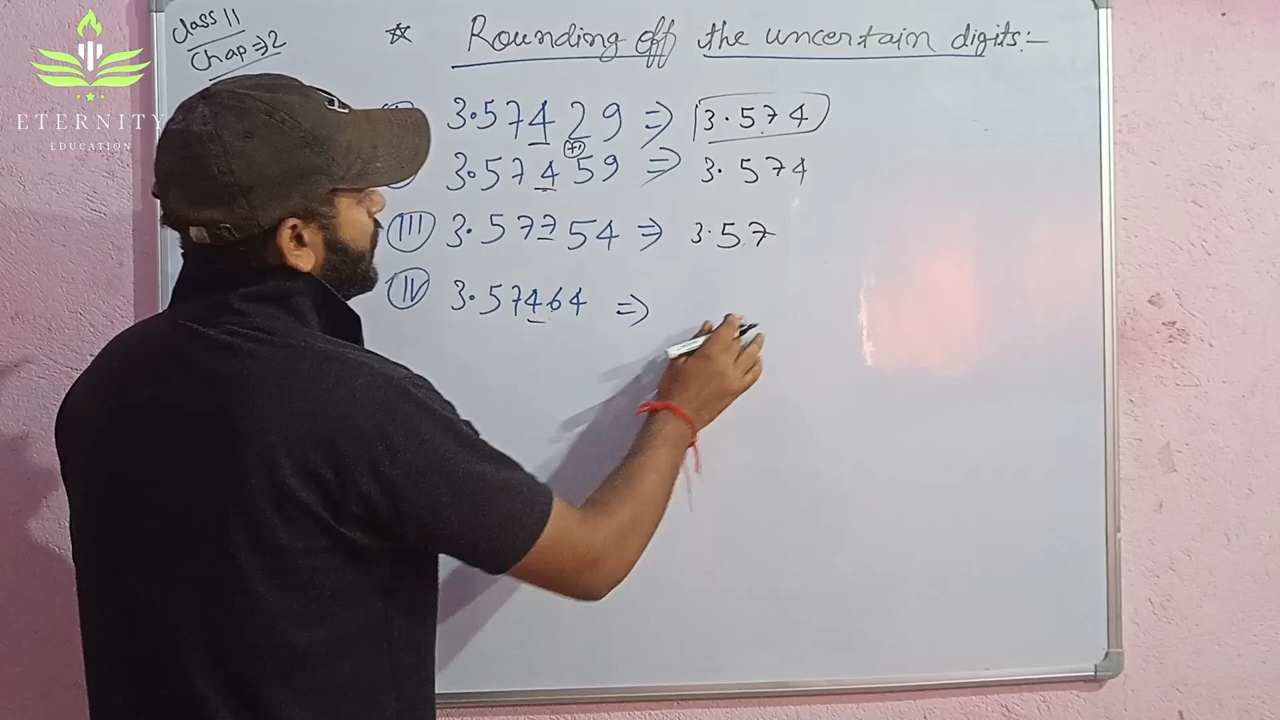 Class 11
Chap ⇒ 2
☆ Rounding off the uncertain digits:-
ETERNITY
EDUCATION
3.57429 ⇒ 3.574
3.57459 ⇒ 3.574
III 3.57754 ⇒ 3.57
IV 3.57464 ⇒